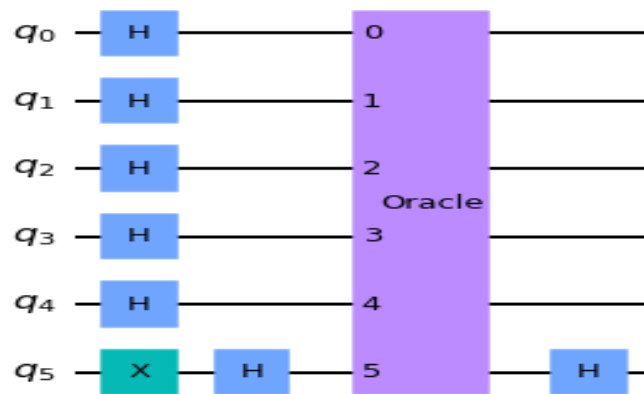 q0 H 0
q1 H 1
q2 H 2
Oracle
q3 H 3
q4 H 4
q5 X H 5 H